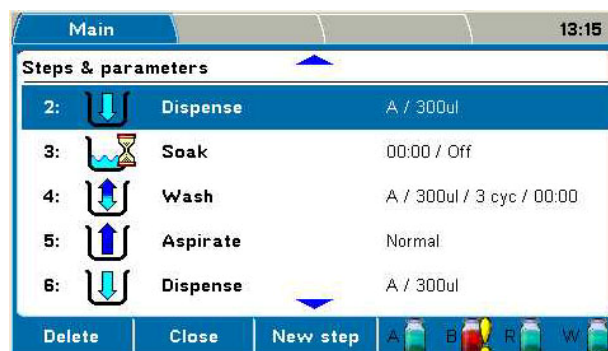 Main 13:15
Steps & parameters
2: Dispense A / 300ul
3: Soak 00:00 / Off
4: Wash A / 300ul / 3 cyc / 00:00
5: Aspirate Normal
6: Dispense A / 300ul
Delete Close New step A B R W